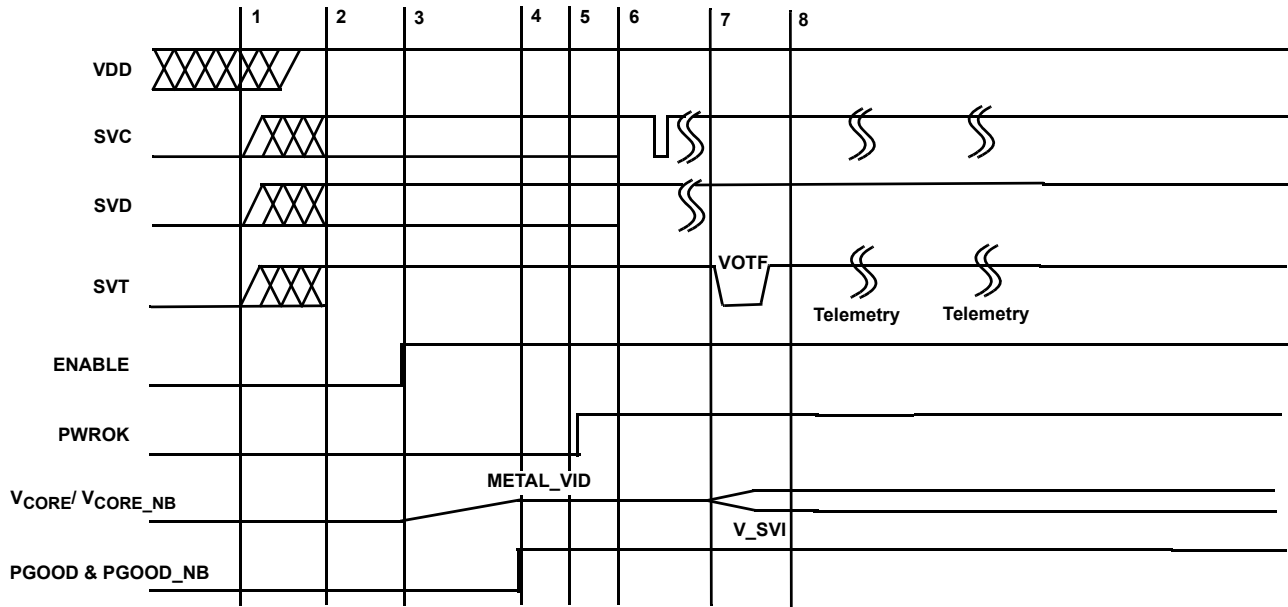 1 2 3 4 5 6 7 8
VDD
SVC
SVD
VOTF
SVT
Telemetry Telemetry
ENABLE
PWROK
METAL_VID
VCORE/ VCORE_NB
V_SVI
PGOOD & PGOOD_NB